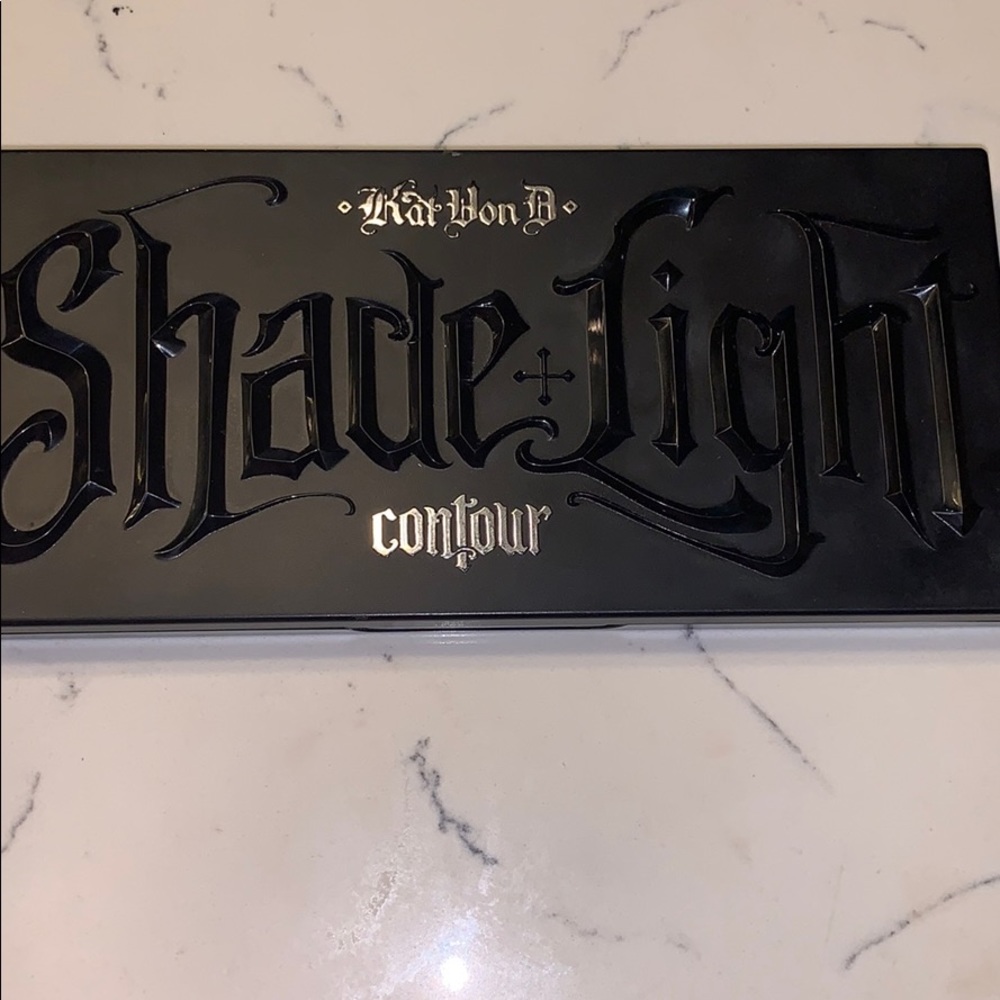 Kat Von D
Shade + Light
contour